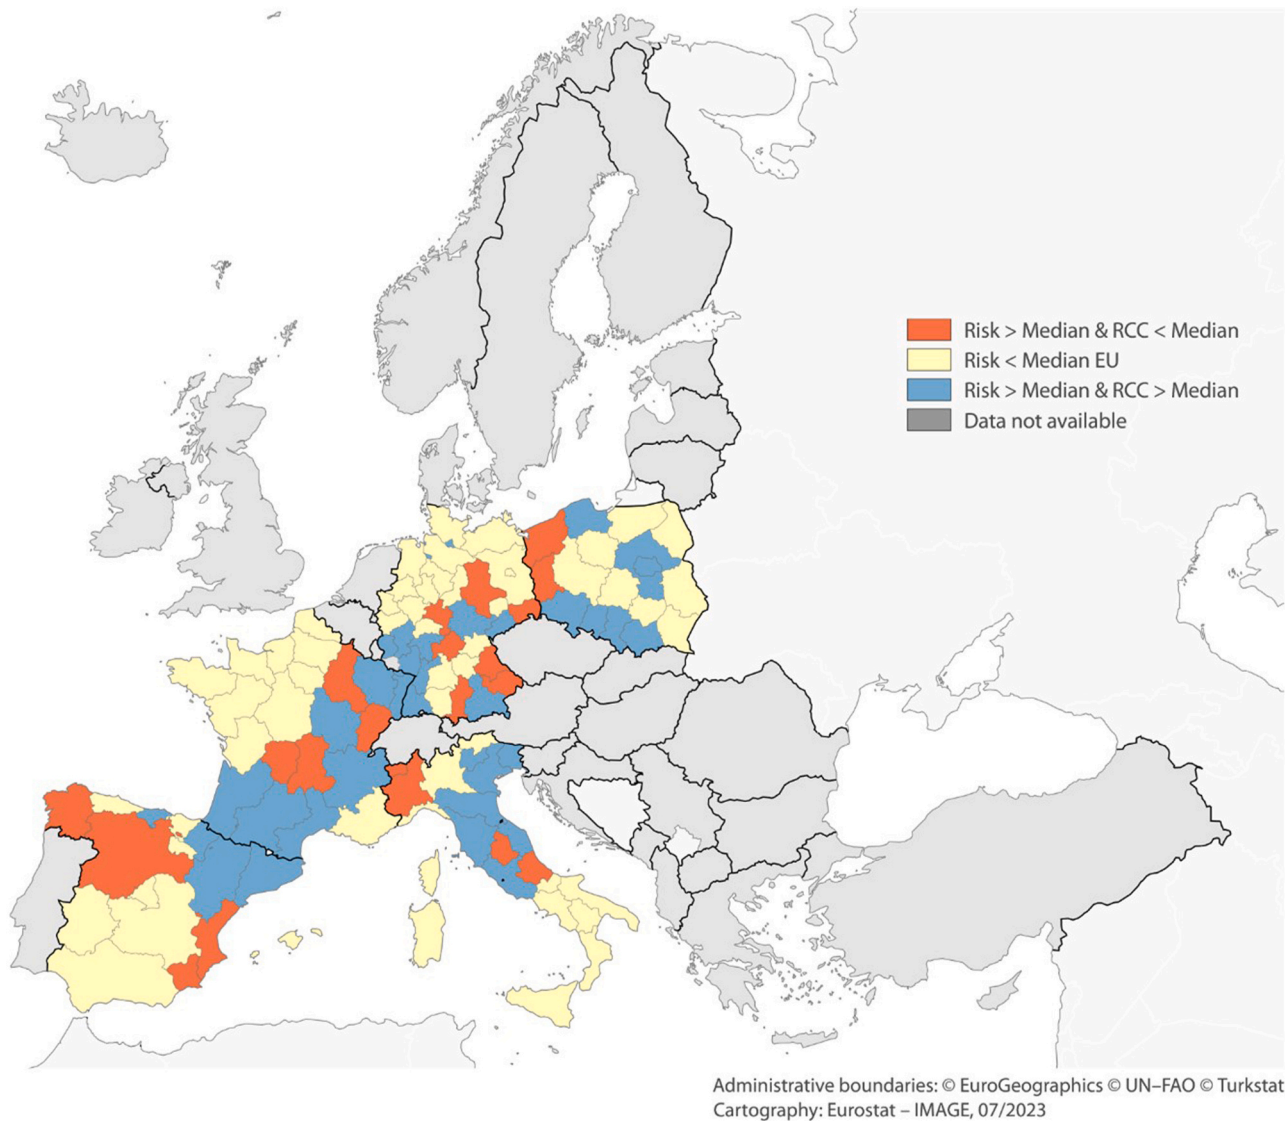 Risk > Median & RCC < Median
Risk < Median EU
Risk > Median & RCC > Median
Data not available
Administrative boundaries: © EuroGeographics © UN–FAO © Turkstat
Cartography: Eurostat – IMAGE, 07/2023